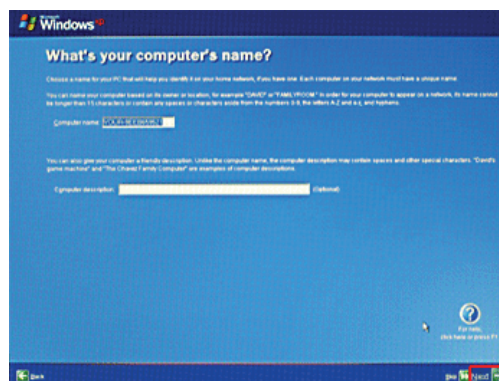 Microsoft
Windows xp
What's your computer's name?
Choose a name for your PC that will help you identify it on your home network, if you have one. Each computer on your network must have a unique name.
You can name your computer based on its owner or location, for example "DAVID" or "FAMILYROOM." In order for your computer to appear on a network, its name cannot
be longer than 15 characters or contain any spaces or characters aside from the numbers 0-9, the letters A-Z and a-z, and hyphens.
Computer name:
You can also give your computer a friendly description. Unlike the computer name, the computer description may contain spaces and other special characters. "David's
game machine" and "The Chavez Family Computer" are examples of computer descriptions.
Computer description: (Optional)
For help,
click here or press F1
Back Skip Next